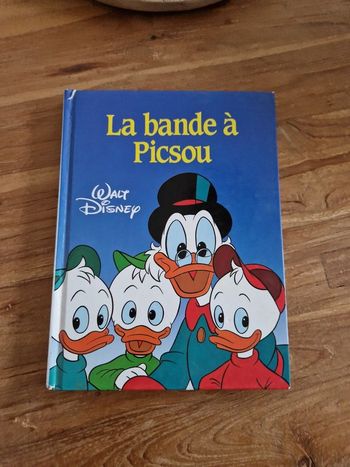 La bande à
Picsou
WALT
DISNEY